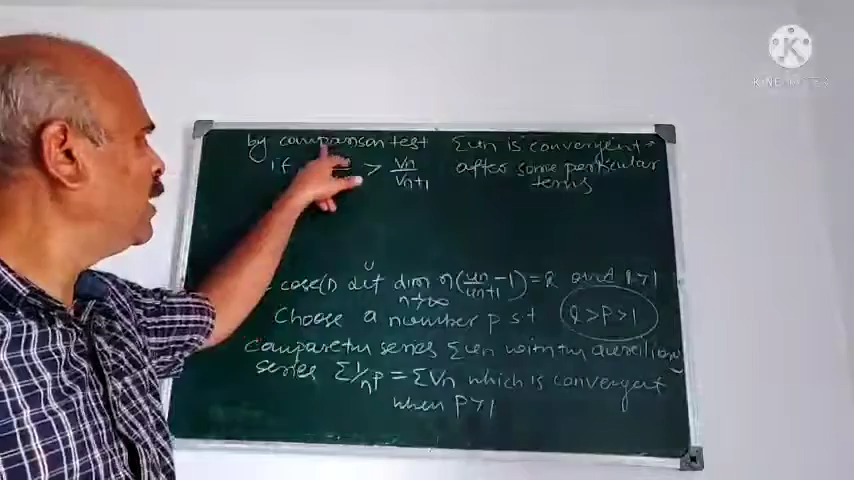 K
KINEMASTER
by comparison test Σun is convergent
if > vn/vn+1 after some particular terms
case(i) let lim n→∞ n(un/un+1 - 1) = l and l>1
Choose a number p s.t l>p>1
Compare the series Σun with the auxiliary
series Σ1/n^p = ΣVn which is convergent
when p>1